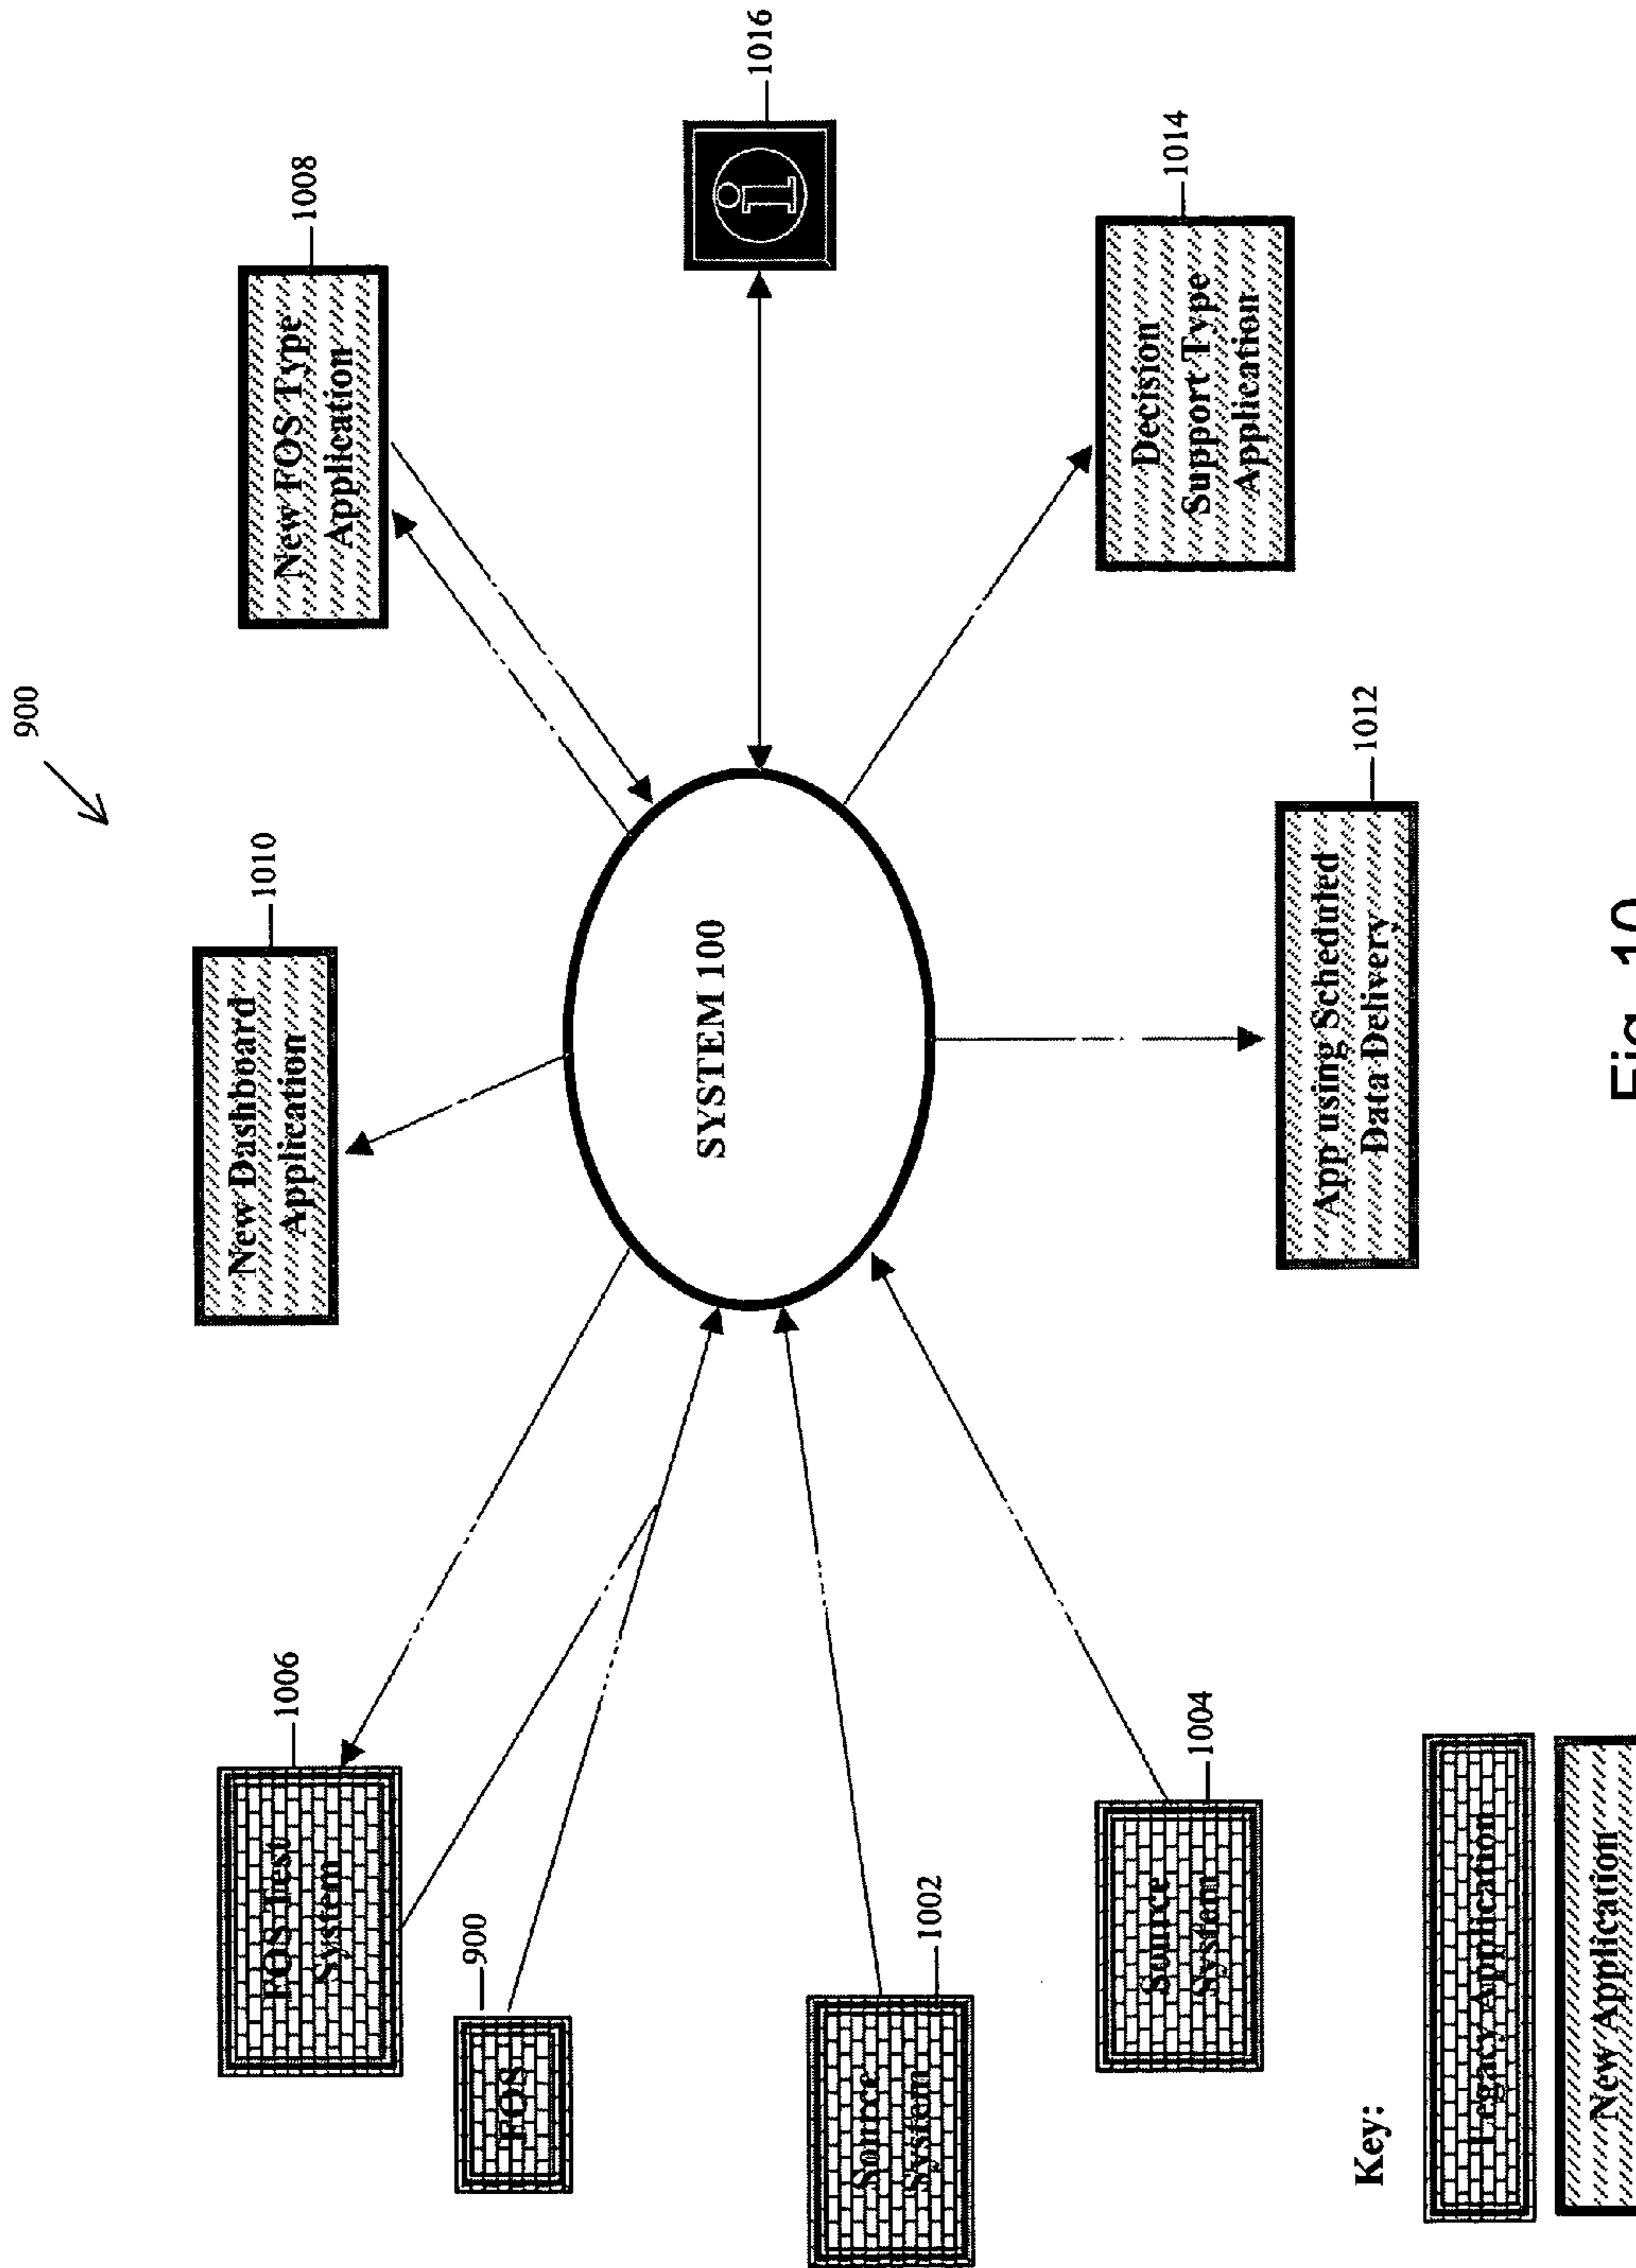 900
1006
FOS Test
System
900
FOS
1002
Source
System
1004
Source
System
1010
New Dashboard
Application
1008
New FOS Type
Application
SYSTEM 100
1016
i
1014
Decision
Support Type
Application
1012
App using Scheduled
Data Delivery
Key:
Legacy Application
New Application
Fig. 10